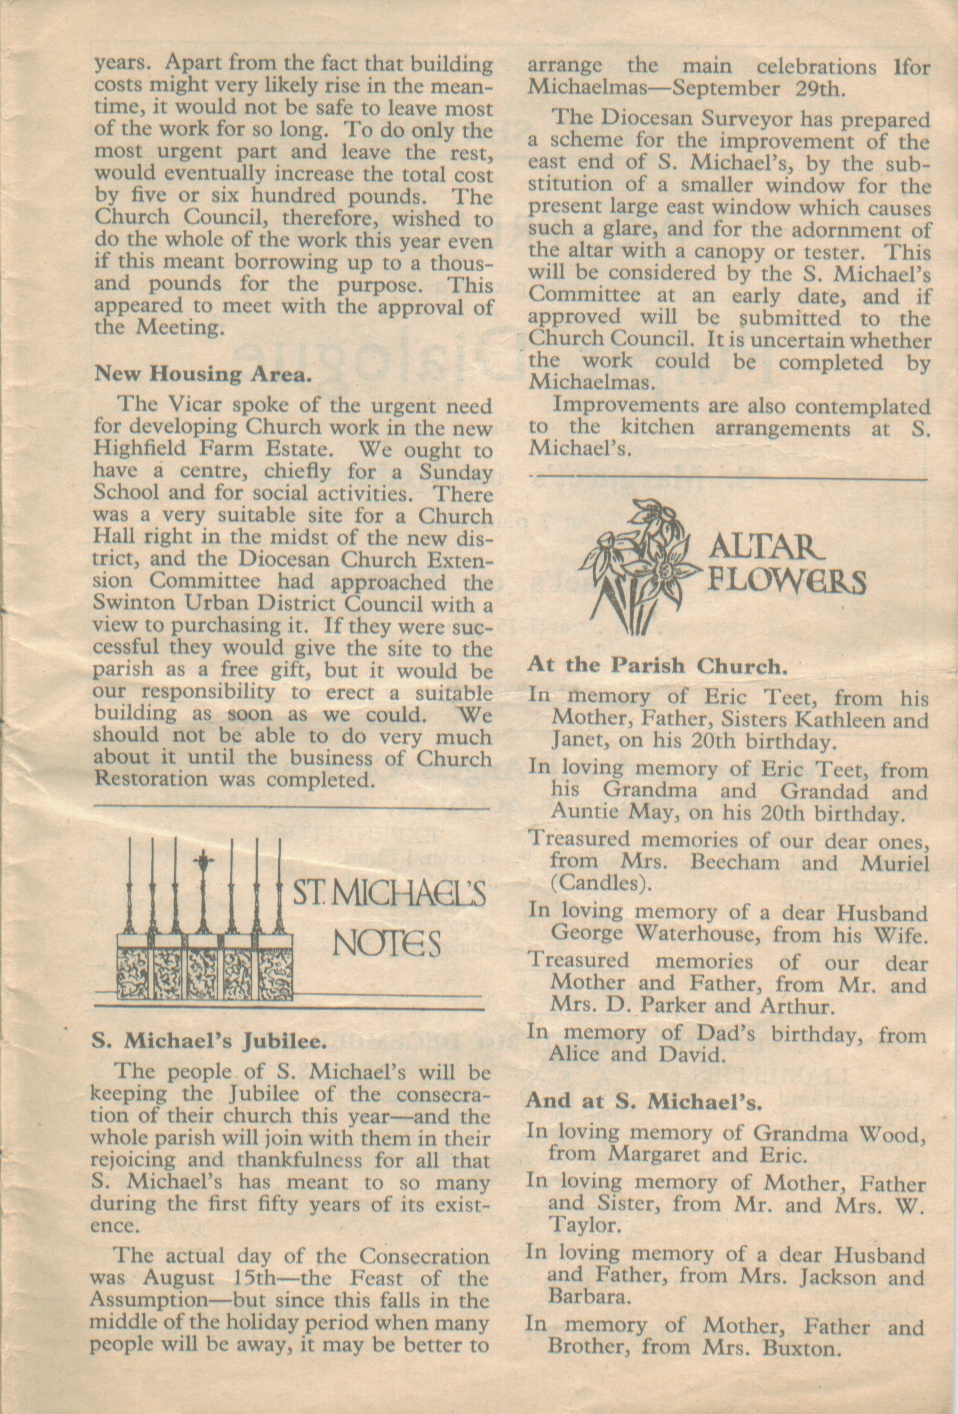 years. Apart from the fact that building
costs might very likely rise in the mean-
time, it would not be safe to leave most
of the work for so long. To do only the
most urgent part and leave the rest,
would eventually increase the total cost
by five or six hundred pounds. The
Church Council, therefore, wished to
do the whole of the work this year even
if this meant borrowing up to a thous-
and pounds for the purpose. This
appeared to meet with the approval of
the Meeting.
New Housing Area.
The Vicar spoke of the urgent need
for developing Church work in the new
Highfield Farm Estate. We ought to
have a centre, chiefly for a Sunday
School and for social activities. There
was a very suitable site for a Church
Hall right in the midst of the new dis-
trict, and the Diocesan Church Exten-
sion Committee had approached the
Swinton Urban District Council with a
view to purchasing it. If they were suc-
cessful they would give the site to the
parish as a free gift, but it would be
our responsibility to erect a suitable
building as soon as we could. We
should not be able to do very much
about it until the business of Church
Restoration was completed.
ST. MICHAEL'S
NOTES
S. Michael's Jubilee.
The people of S. Michael's will be
keeping the Jubilee of the consecra-
tion of their church this year—and the
whole parish will join with them in their
rejoicing and thankfulness for all that
S. Michael's has meant to so many
during the first fifty years of its exist-
ence.
The actual day of the Consecration
was August 15th—the Feast of the
Assumption—but since this falls in the
middle of the holiday period when many
people will be away, it may be better to
arrange the main celebrations lfor
Michaelmas—September 29th.
The Diocesan Surveyor has prepared
a scheme for the improvement of the
east end of S. Michael's, by the sub-
stitution of a smaller window for the
present large east window which causes
such a glare, and for the adornment of
the altar with a canopy or tester. This
will be considered by the S. Michael's
Committee at an early date, and if
approved will be submitted to the
Church Council. It is uncertain whether
the work could be completed by
Michaelmas.
Improvements are also contemplated
to the kitchen arrangements at S.
Michael's.
ALTAR
FLOWERS
At the Parish Church.
In memory of Eric Teet, from his
Mother, Father, Sisters Kathleen and
Janet, on his 20th birthday.
In loving memory of Eric Teet, from
his Grandma and Grandad and
Auntie May, on his 20th birthday.
Treasured memories of our dear ones,
from Mrs. Beecham and Muriel
(Candles).
In loving memory of a dear Husband
George Waterhouse, from his Wife.
Treasured memories of our dear
Mother and Father, from Mr. and
Mrs. D. Parker and Arthur.
In memory of Dad's birthday, from
Alice and David.
And at S. Michael's.
In loving memory of Grandma Wood,
from Margaret and Eric.
In loving memory of Mother, Father
and Sister, from Mr. and Mrs. W.
Taylor.
In loving memory of a dear Husband
and Father, from Mrs. Jackson and
Barbara.
In memory of Mother, Father and
Brother, from Mrs. Buxton.